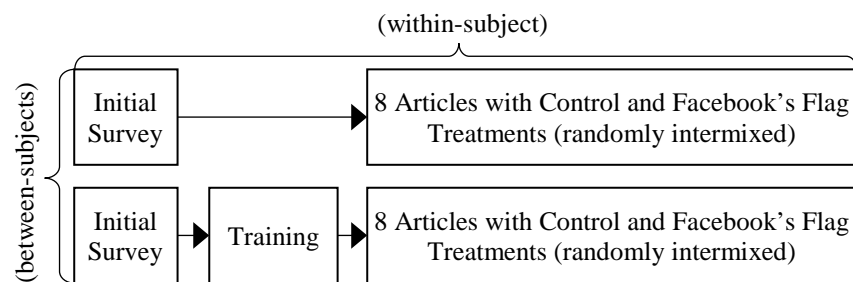 (within-subject)
(between-subjects)
Initial
Survey
8 Articles with Control and Facebook's Flag
Treatments (randomly intermixed)
Initial
Survey
Training
8 Articles with Control and Facebook's Flag
Treatments (randomly intermixed)